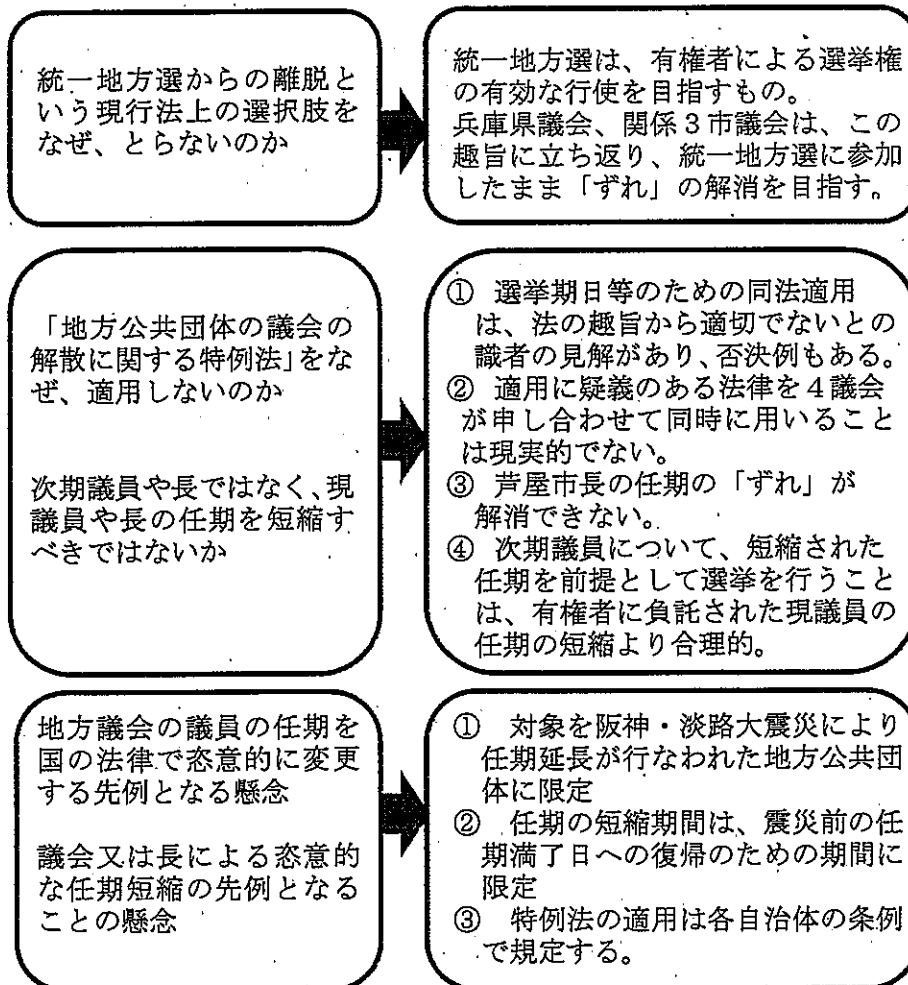 統一地方選からの離脱と
いう現行法上の選択肢を
なぜ、とらないのか
統一地方選は、有権者による選挙権
の有効な行使を目指すもの。
兵庫県議会、関係3市議会は、この
趣旨に立ち返り、統一地方選に参加
したまま「ずれ」の解消を目指す。
「地方公共団体の議会の
解散に関する特例法」をな
ぜ、適用しないのか
次期議員や長ではなく、現
議員や長の任期を短縮す
べきではないか
① 選挙期日等のための同法適用
は、法の趣旨から適切でないとの
識者の見解があり、否決例もある。
② 適用に疑義のある法律を4議会
が申し合わせて同時に用いること
は現実的でない。
③ 芦屋市長の任期の「ずれ」が
解消できない。
④ 次期議員について、短縮された
任期を前提として選挙を行うこと
は、有権者に負託された現議員の
任期の短縮より合理的。
地方議会の議員の任期を
国の法律で恣意的に変更
する先例となる懸念
議会又は長による恣意的
な任期短縮の先例となる
ことの懸念
① 対象を阪神・淡路大震災により
任期延長が行なわれた地方公共団
体に限定
② 任期の短縮期間は、震災前の任
期満了日への復帰のための期間に
限定
③ 特例法の適用は各自治体の条例
で規定する。